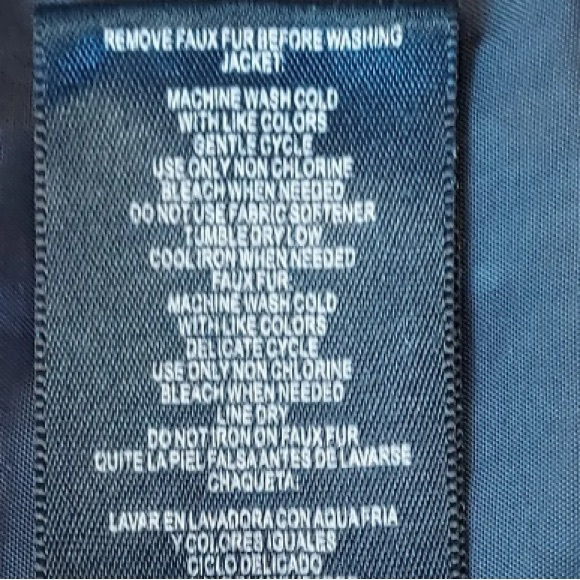 REMOVE FAUX FUR BEFORE WASHING
JACKET:
MACHINE WASH COLD
WITH LIKE COLORS
GENTLE CYCLE
USE ONLY NON CHLORINE
BLEACH WHEN NEEDED
DO NOT USE FABRIC SOFTENER
TUMBLE DRY LOW
COOL IRON WHEN NEEDED
FAUX FUR:
MACHINE WASH COLD
WITH LIKE COLORS
DELICATE CYCLE
USE ONLY NON CHLORINE
BLEACH WHEN NEEDED
LINE DRY
DO NOT IRON ON FAUX FUR
QUITE LA PIEL FALSA ANTES DE LAVARSE
CHAQUETA:
LAVAR EN LAVADORA CON AQUA FRIA
Y COLORES IGUALES
CICLO DELICADO